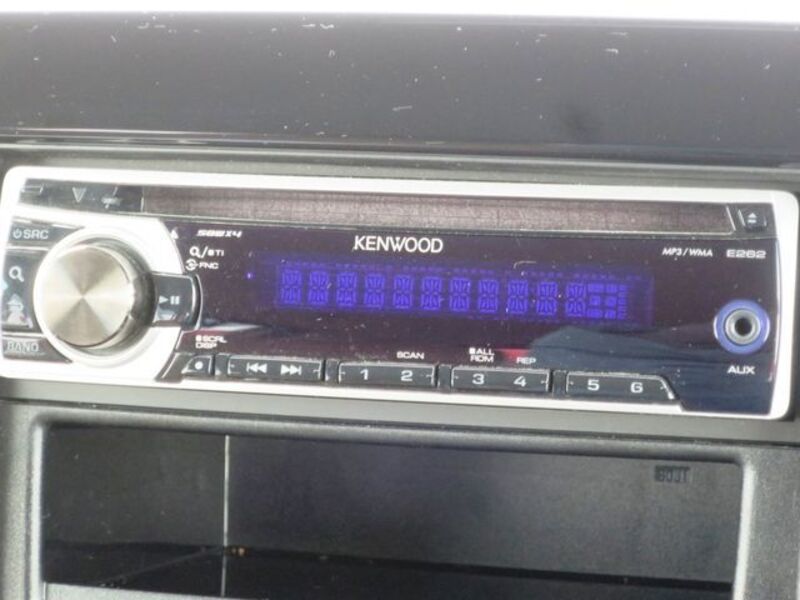 SRC
50Wx4
KENWOOD
MP3/WMA E262
/STI
FNC
BAND
SCRL
DISP
SCAN
ALL
RDM
REP
AUX
1 2 3 4 5 6